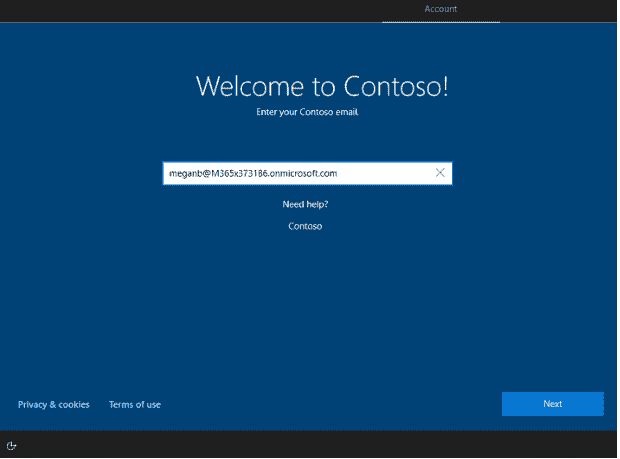 Account
Welcome to Contoso!
Enter your Contoso email.
meganb@M365x373186.onmicrosoft.com
Need help?
Contoso
Privacy & cookies
Terms of use
Next